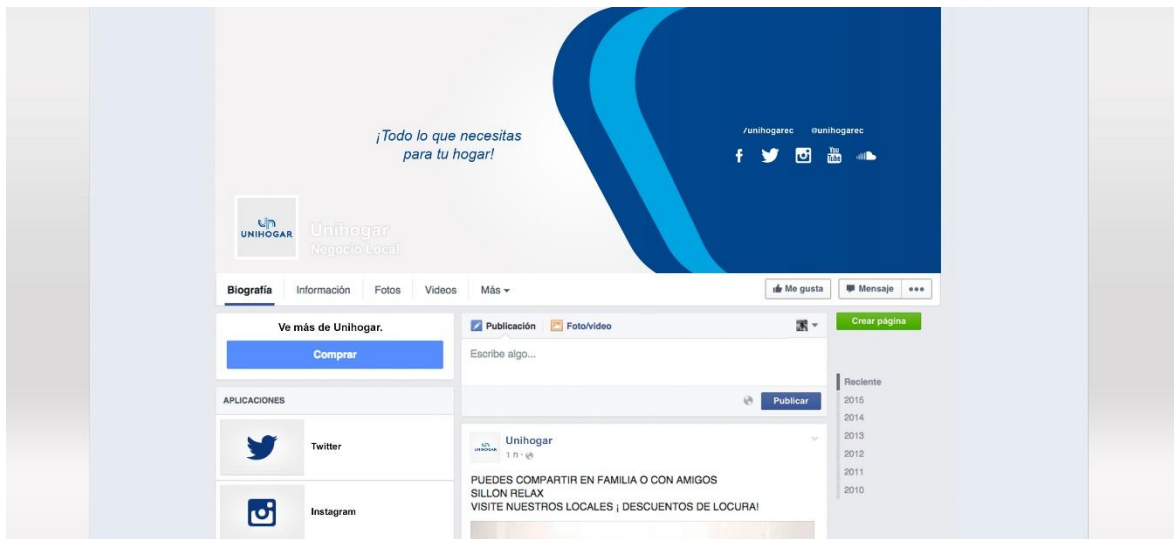 ¡Todo lo que necesitas
para tu hogar!
/unihogarec @unihogarec
You
Tube
UNIHOGAR
Unihogar
Negocio Local
Biografía Información Fotos Videos Más
Me gusta Mensaje
Ve más de Unihogar.
Comprar
APLICACIONES
Twitter
Instagram
Publicación Foto/video
Escribe algo...
Publicar
UNIHOGAR
Unihogar
1 h
PUEDES COMPARTIR EN FAMILIA O CON AMIGOS
SILLON RELAX
VISITE NUESTROS LOCALES ¡ DESCUENTOS DE LOCURA!
Crear página
Reciente
2015
2014
2013
2012
2011
2010